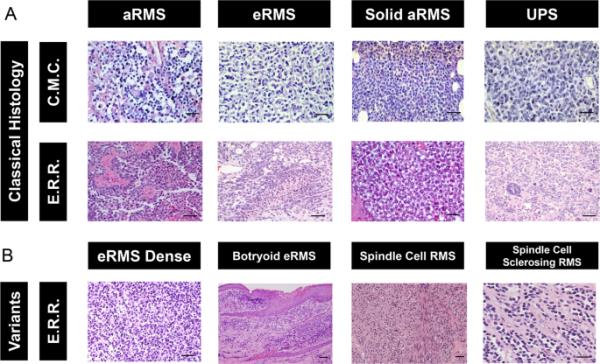 A
aRMS
eRMS
Solid aRMS
UPS
Classical Histology
C.M.C.
E.R.R.
B
eRMS Dense
Botryoid eRMS
Spindle Cell RMS
Spindle Cell
Sclerosing RMS
Variants
E.R.R.